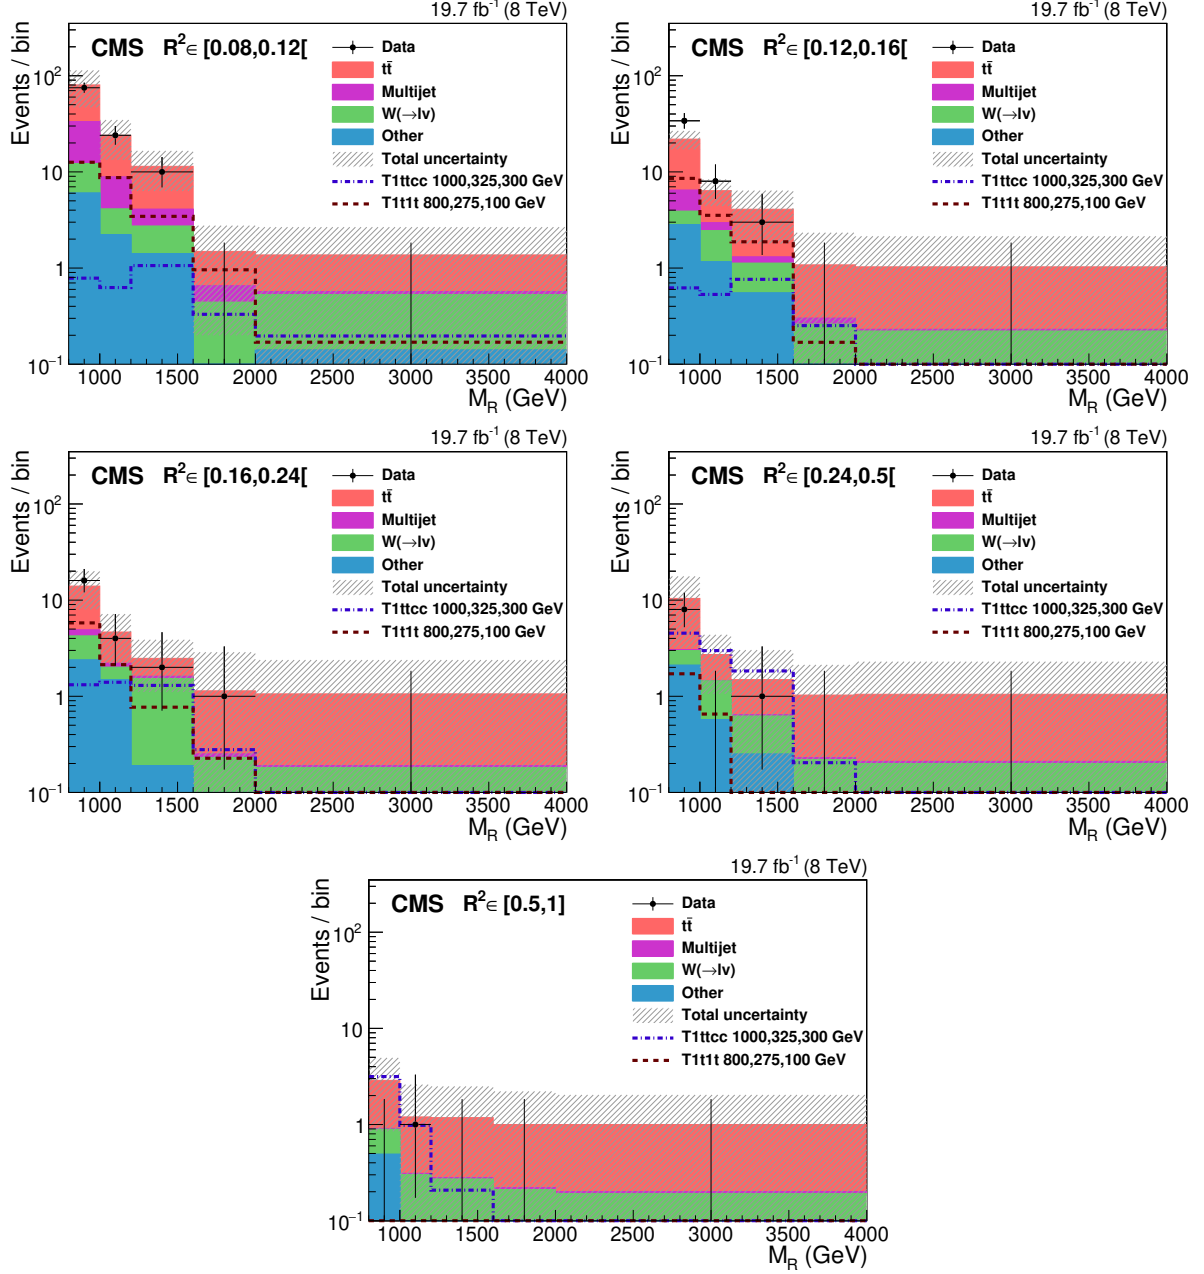 19.7 fb⁻¹ (8 TeV)
CMS R²∈ [0.08,0.12[
Data
tt̄
Multijet
W(→lν)
Other
Total uncertainty
T1ttcc 1000,325,300 GeV
T1t1t 800,275,100 GeV
Events / bin
10²
10
1
10⁻¹
1000 1500 2000 2500 3000 3500 4000
M_R (GeV)
19.7 fb⁻¹ (8 TeV)
CMS R²∈ [0.12,0.16[
Data
tt̄
Multijet
W(→lν)
Other
Total uncertainty
T1ttcc 1000,325,300 GeV
T1t1t 800,275,100 GeV
Events / bin
10²
10
1
10⁻¹
1000 1500 2000 2500 3000 3500 4000
M_R (GeV)
19.7 fb⁻¹ (8 TeV)
CMS R²∈ [0.16,0.24[
Data
tt̄
Multijet
W(→lν)
Other
Total uncertainty
T1ttcc 1000,325,300 GeV
T1t1t 800,275,100 GeV
Events / bin
10²
10
1
10⁻¹
1000 1500 2000 2500 3000 3500 4000
M_R (GeV)
19.7 fb⁻¹ (8 TeV)
CMS R²∈ [0.24,0.5[
Data
tt̄
Multijet
W(→lν)
Other
Total uncertainty
T1ttcc 1000,325,300 GeV
T1t1t 800,275,100 GeV
Events / bin
10²
10
1
10⁻¹
1000 1500 2000 2500 3000 3500 4000
M_R (GeV)
19.7 fb⁻¹ (8 TeV)
CMS R²∈ [0.5,1]
Data
tt̄
Multijet
W(→lν)
Other
Total uncertainty
T1ttcc 1000,325,300 GeV
T1t1t 800,275,100 GeV
Events / bin
10²
10
1
10⁻¹
1000 1500 2000 2500 3000 3500 4000
M_R (GeV)